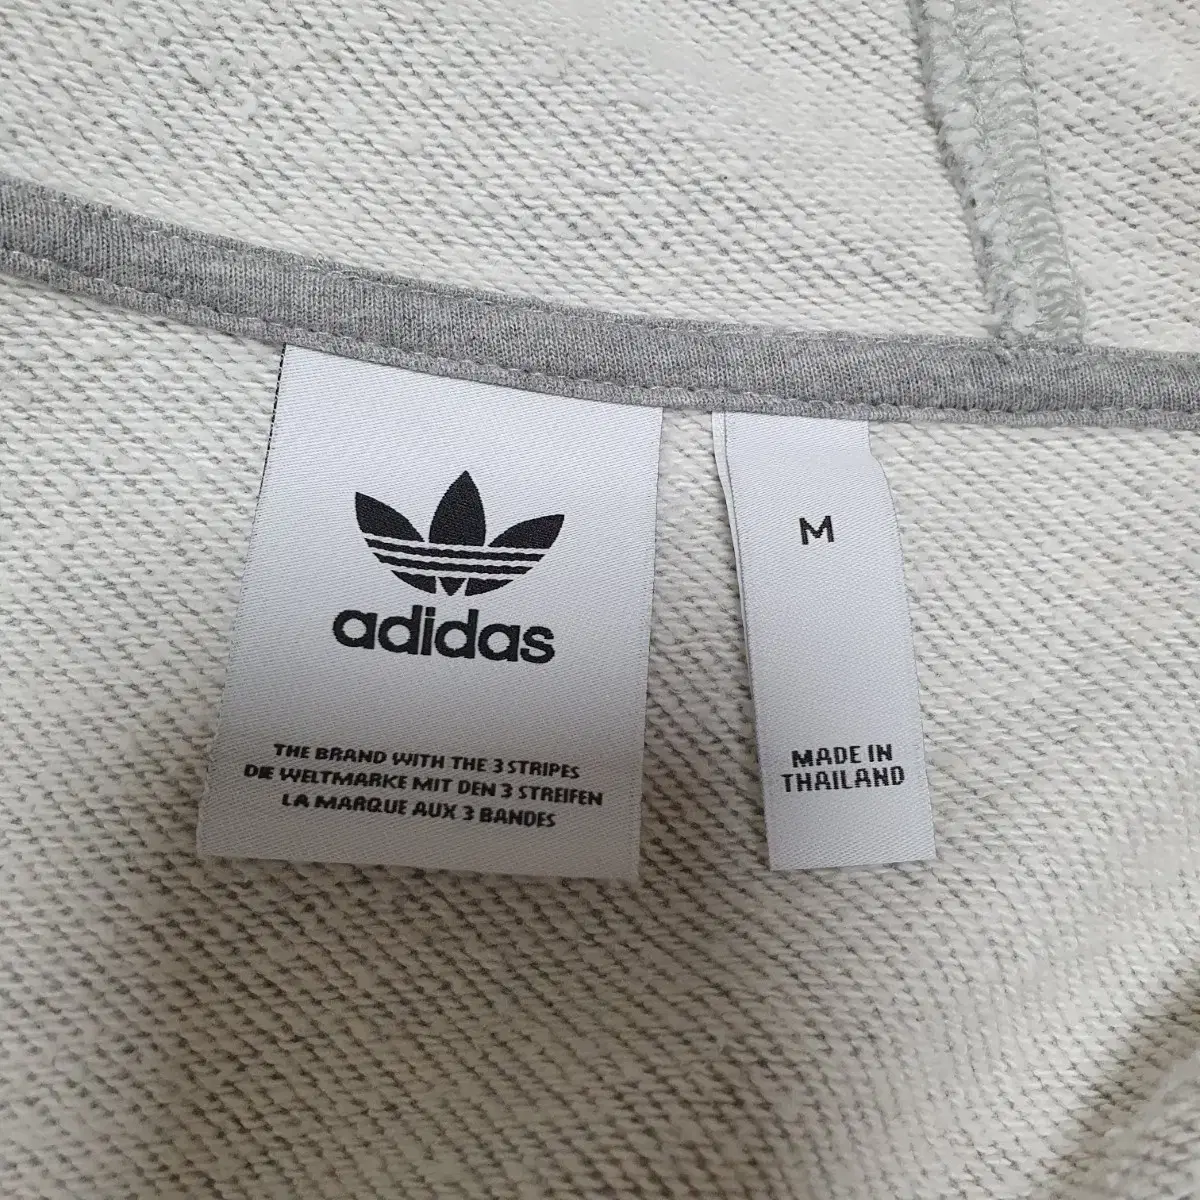 adidas
THE BRAND WITH THE 3 STRIPES
DIE WELTMARKE MIT DEN 3 STREIFEN
LA MARQUE AUX 3 BANDES
M
MADE IN
THAILAND